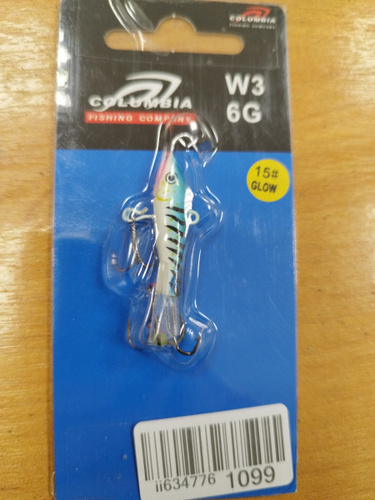 COLUMBIA
FISHING COMPANY
W3
6G
COLUMBIA
FISHING COMPANY
15#
GLOW
ii634776 1099